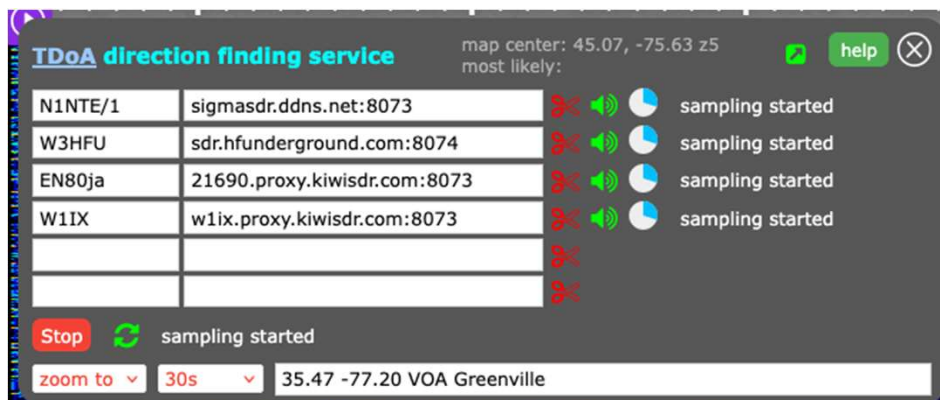 TDoA direction finding service
map center: 45.07, -75.63 z5
most likely:
help
N1NTE/1 sigmasdr.ddns.net:8073 sampling started
W3HFU sdr.hfunderground.com:8074 sampling started
EN80ja 21690.proxy.kiwisdr.com:8073 sampling started
W1IX w1ix.proxy.kiwisdr.com:8073 sampling started
Stop sampling started
zoom to 30s 35.47 -77.20 VOA Greenville